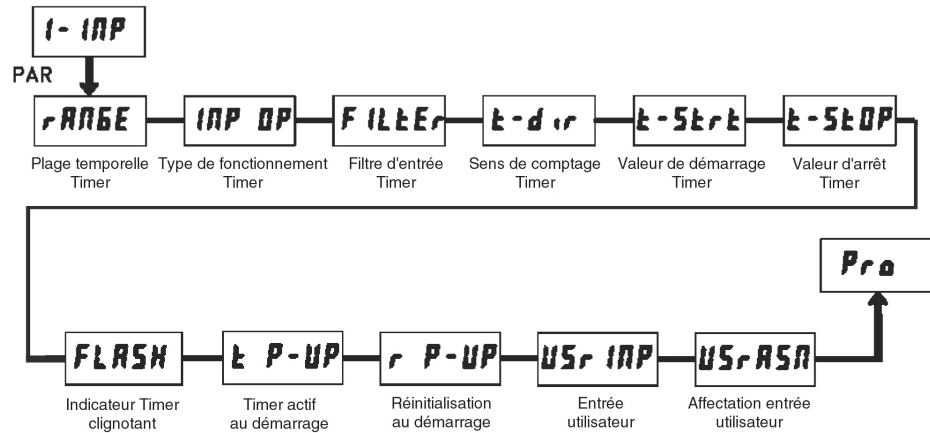 1-INP
PAR
rANGE
INP OP
FILtEr
t-dir
t-Strt
t-StOP
Plage temporelle
Timer
Type de fonctionnement
Timer
Filtre d'entrée
Timer
Sens de comptage
Timer
Valeur de démarrage
Timer
Valeur d'arrêt
Timer
Pro
FLASH
t P-UP
r P-UP
USr INP
USrASN
Indicateur Timer
clignotant
Timer actif
au démarrage
Réinitialisation
au démarrage
Entrée
utilisateur
Affectation entrée
utilisateur